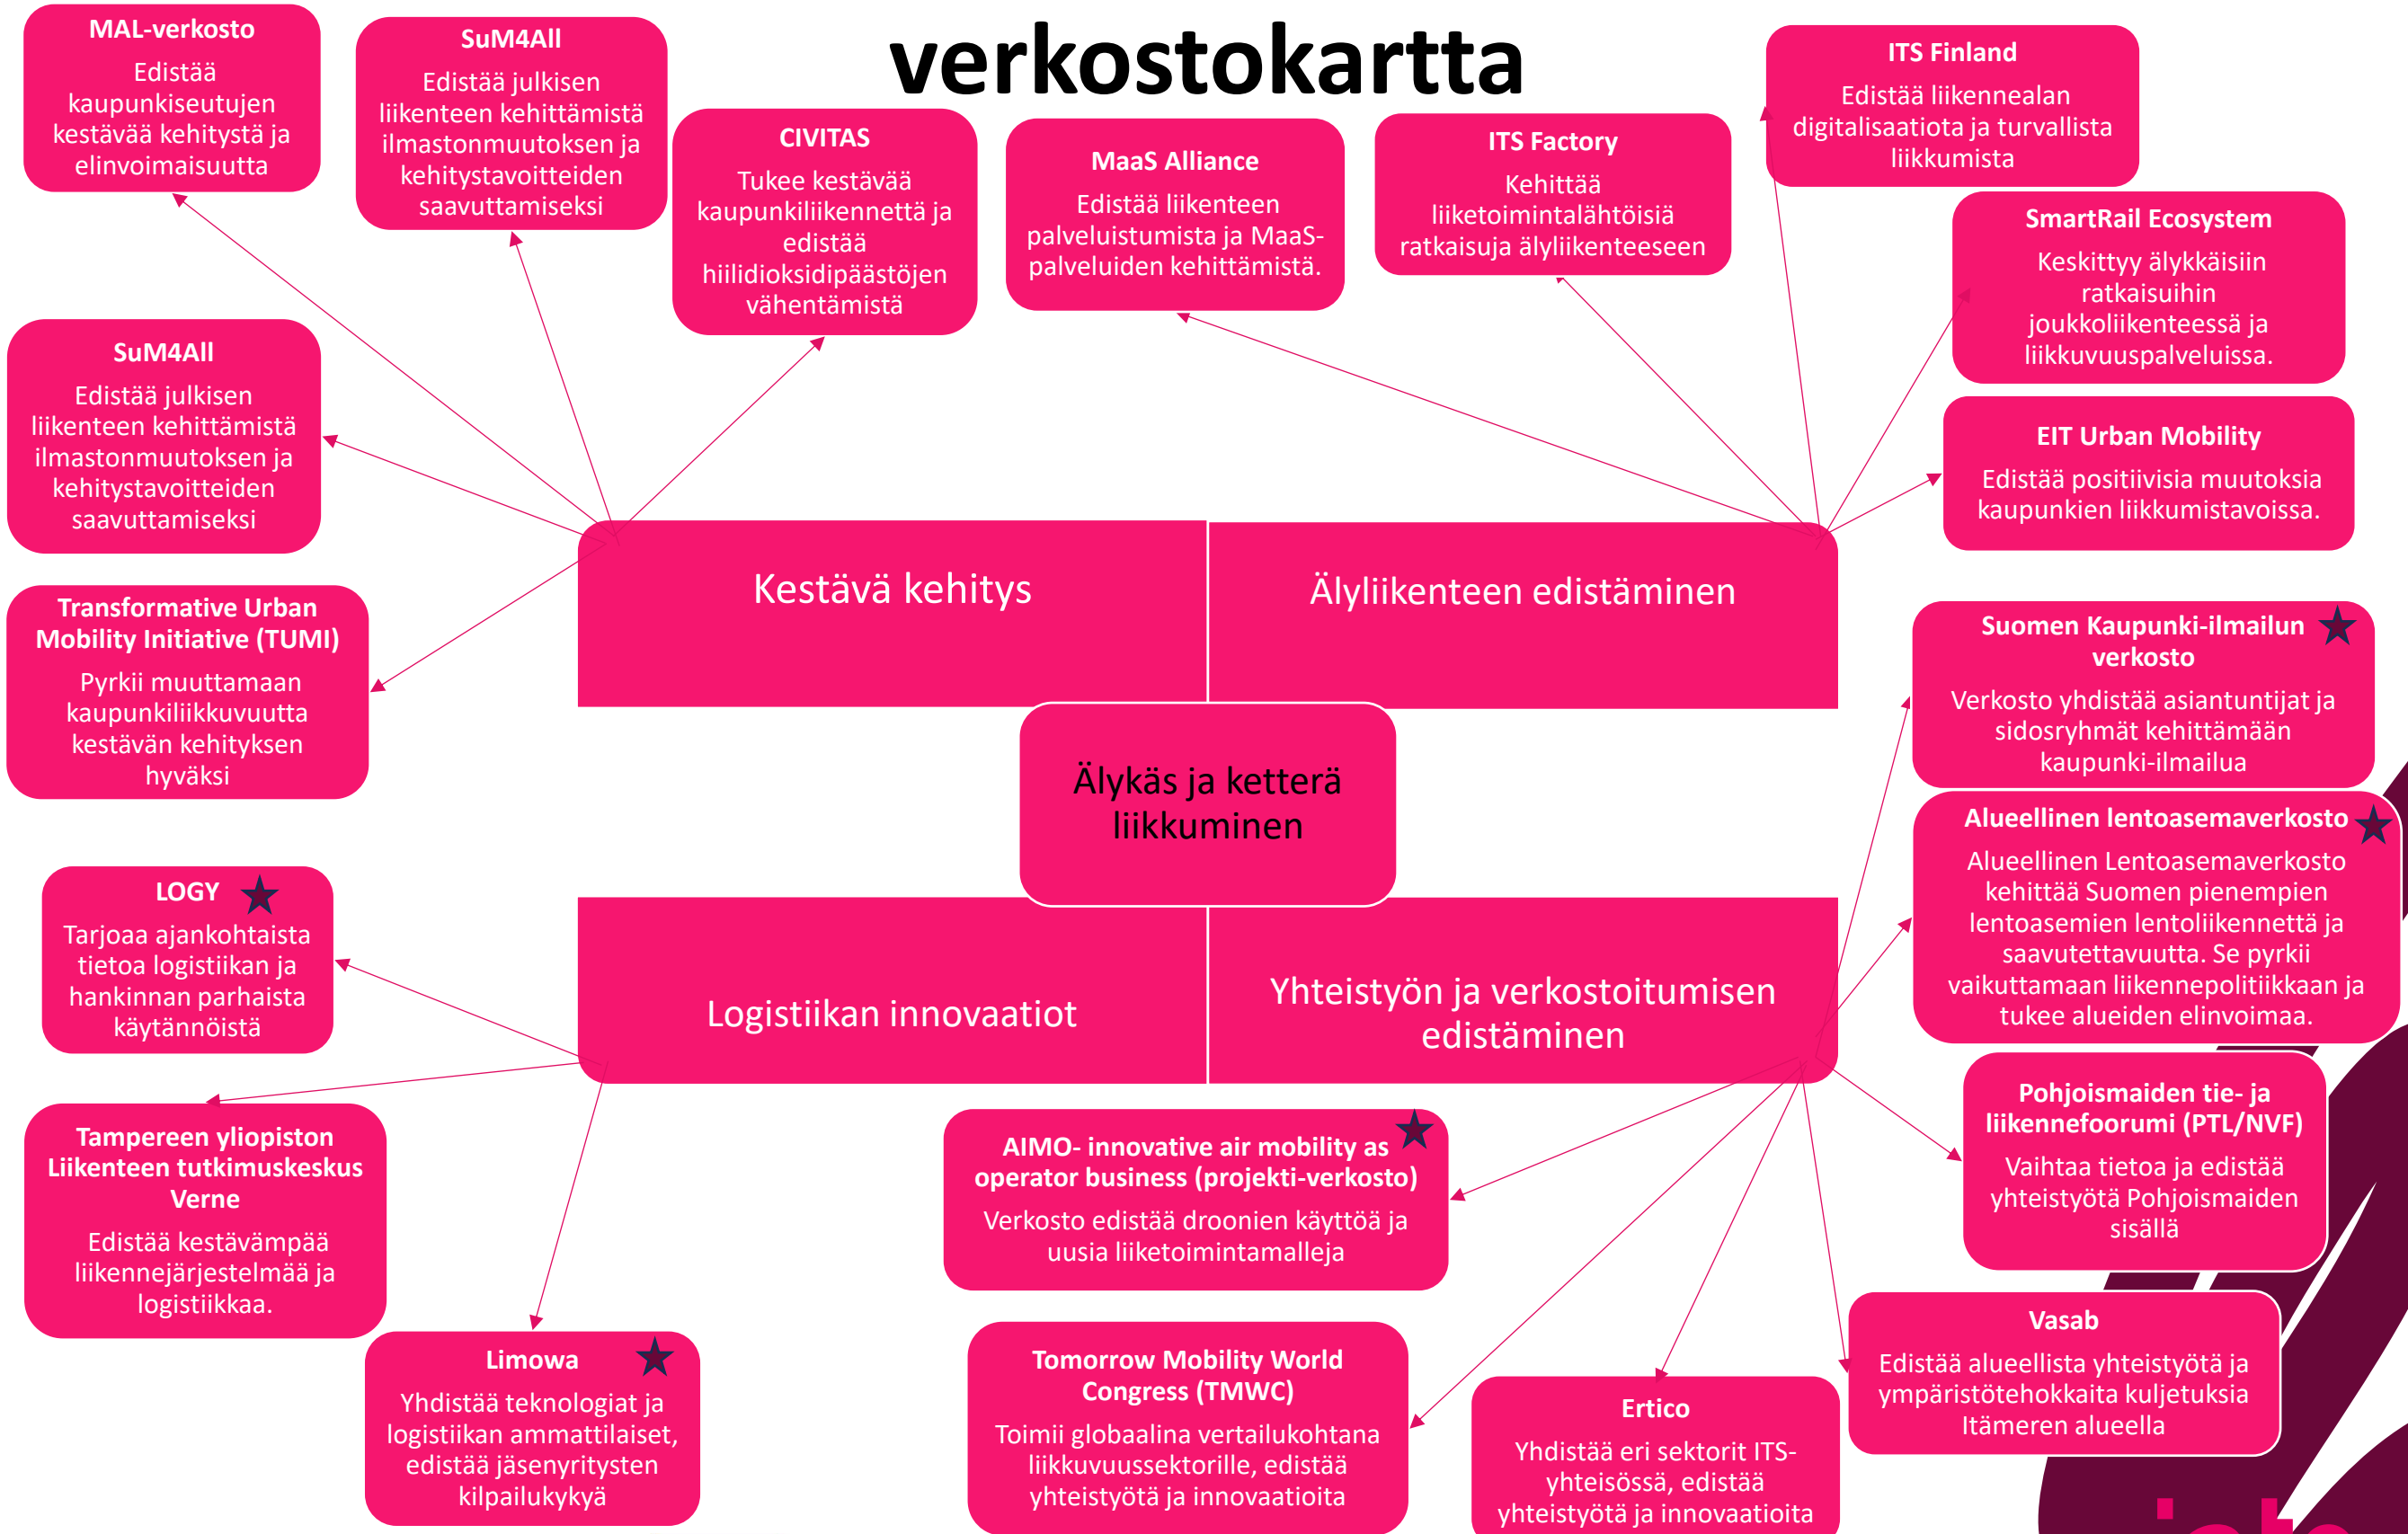 verkostokartta
MAL-verkosto
Edistää
kaupunkiseutujen
kestävää kehitystä ja
elinvoimaisuutta
SuM4All
Edistää julkisen
liikenteen kehittämistä
ilmastonmuutoksen ja
kehitystavoitteiden
saavuttamiseksi
CIVITAS
Tukee kestävää
kaupunkiliikennettä ja
edistää
hiilidioksidipäästöjen
vähentämistä
MaaS Alliance
Edistää liikenteen
palveluistumista ja MaaS-
palveluiden kehittämistä.
ITS Factory
Kehittää
liiketoimintalähtöisiä
ratkaisuja älyliikenteeseen
ITS Finland
Edistää liikennealan
digitalisaatiota ja turvallista
liikkumista
SmartRail Ecosystem
Keskittyy älykkäisiin
ratkaisuihin
joukkoliikenteessä ja
liikkuvuuspalveluissa.
SuM4All
Edistää julkisen
liikenteen kehittämistä
ilmastonmuutoksen ja
kehitystavoitteiden
saavuttamiseksi
EIT Urban Mobility
Edistää positiivisia muutoksia
kaupunkien liikkumistavoissa.
Transformative Urban
Mobility Initiative (TUMI)
Pyrkii muuttamaan
kaupunkiliikkuvuutta
kestävän kehityksen
hyväksi
Kestävä kehitys
Älyliikenteen edistäminen
Suomen Kaupunki-ilmailun
verkosto
Verkosto yhdistää asiantuntijat ja
sidosryhmät kehittämään
kaupunki-ilmailua
Älykäs ja ketterä
liikkuminen
Alueellinen lentoasemaverkosto
Alueellinen Lentoasemaverkosto
kehittää Suomen pienempien
lentoasemien lentoliikennettä ja
saavutettavuutta. Se pyrkii
vaikuttamaan liikennepolitiikkaan ja
tukee alueiden elinvoimaa.
LOGY
Tarjoaa ajankohtaista
tietoa logistiikan ja
hankinnan parhaista
käytännöistä
Logistiikan innovaatiot
Yhteistyön ja verkostoitumisen
edistäminen
Tampereen yliopiston
Liikenteen tutkimuskeskus
Verne
Edistää kestävämpää
liikennejärjestelmää ja
logistiikkaa.
AIMO- innovative air mobility as
operator business (projekti-verkosto)
Verkosto edistää droonien käyttöä ja
uusia liiketoimintamalleja
Pohjoismaiden tie- ja
liikennefoorumi (PTL/NVF)
Vaihtaa tietoa ja edistää
yhteistyötä Pohjoismaiden
sisällä
Limowa
Yhdistää teknologiat ja
logistiikan ammattilaiset,
edistää jäsenyritysten
kilpailukykyä
Tomorrow Mobility World
Congress (TMWC)
Toimii globaalina vertailukohtana
liikkuvuussektorille, edistää
yhteistyötä ja innovaatioita
Ertico
Yhdistää eri sektorit ITS-
yhteisössä, edistää
yhteistyötä ja innovaatioita
Vasab
Edistää alueellista yhteistyötä ja
ympäristötehokkaita kuljetuksia
Itämeren alueella